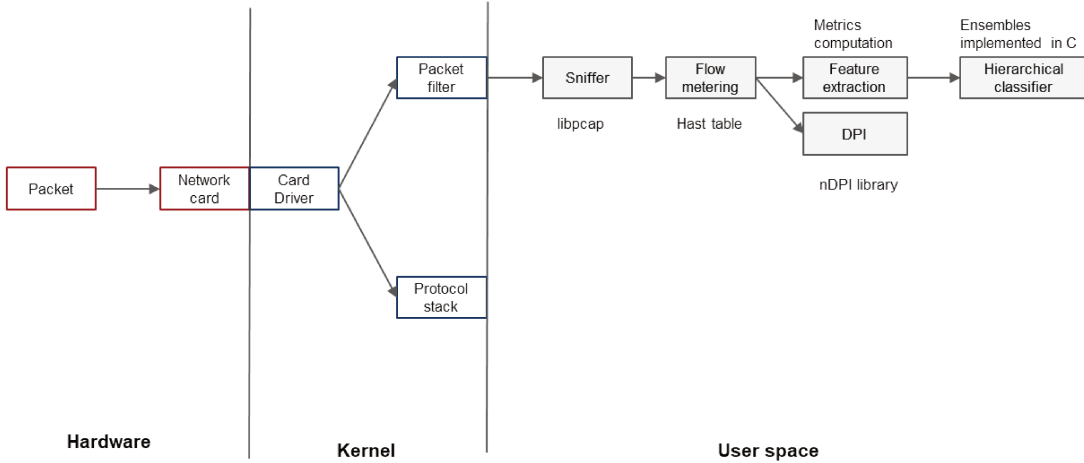 Metrics
computation
Ensembles
implemented in C
Packet
filter
Sniffer
Flow
metering
Feature
extraction
Hierarchical
classifier
libpcap
Hast table
DPI
nDPI library
Packet
Network
card
Card
Driver
Protocol
stack
Hardware
Kernel
User space